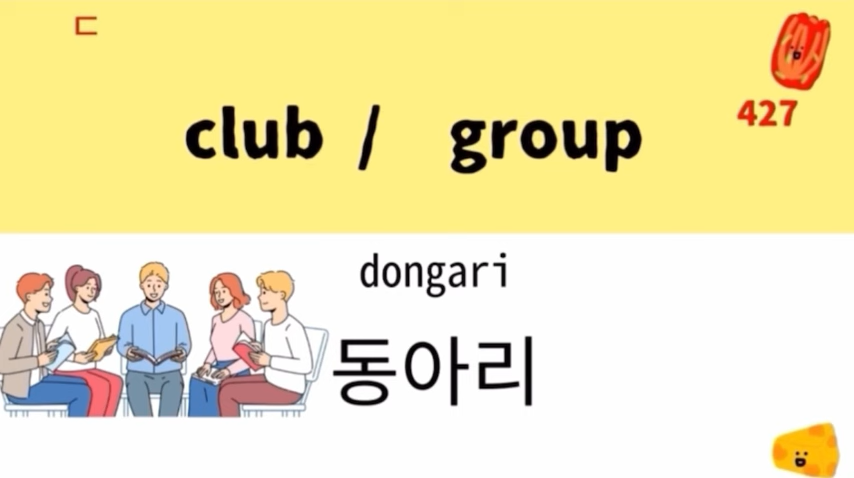 ㄷ
427
club / group
dongari
동아리